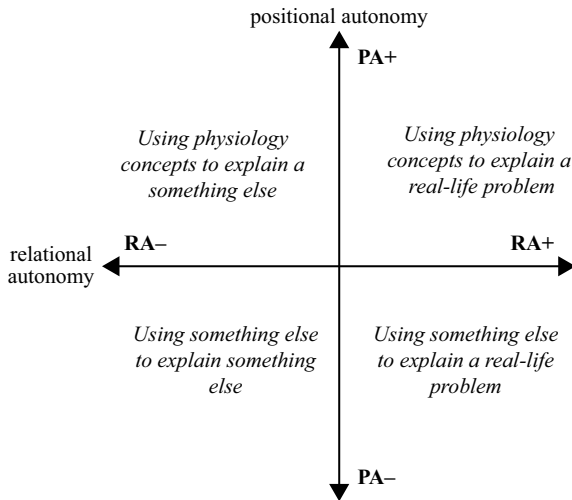 positional autonomy
PA+
Using physiology
concepts to explain a
something else
Using physiology
concepts to explain a
real-life problem
RA–
RA+
relational
autonomy
Using something else
to explain something
else
Using something else
to explain a real-life
problem
PA–